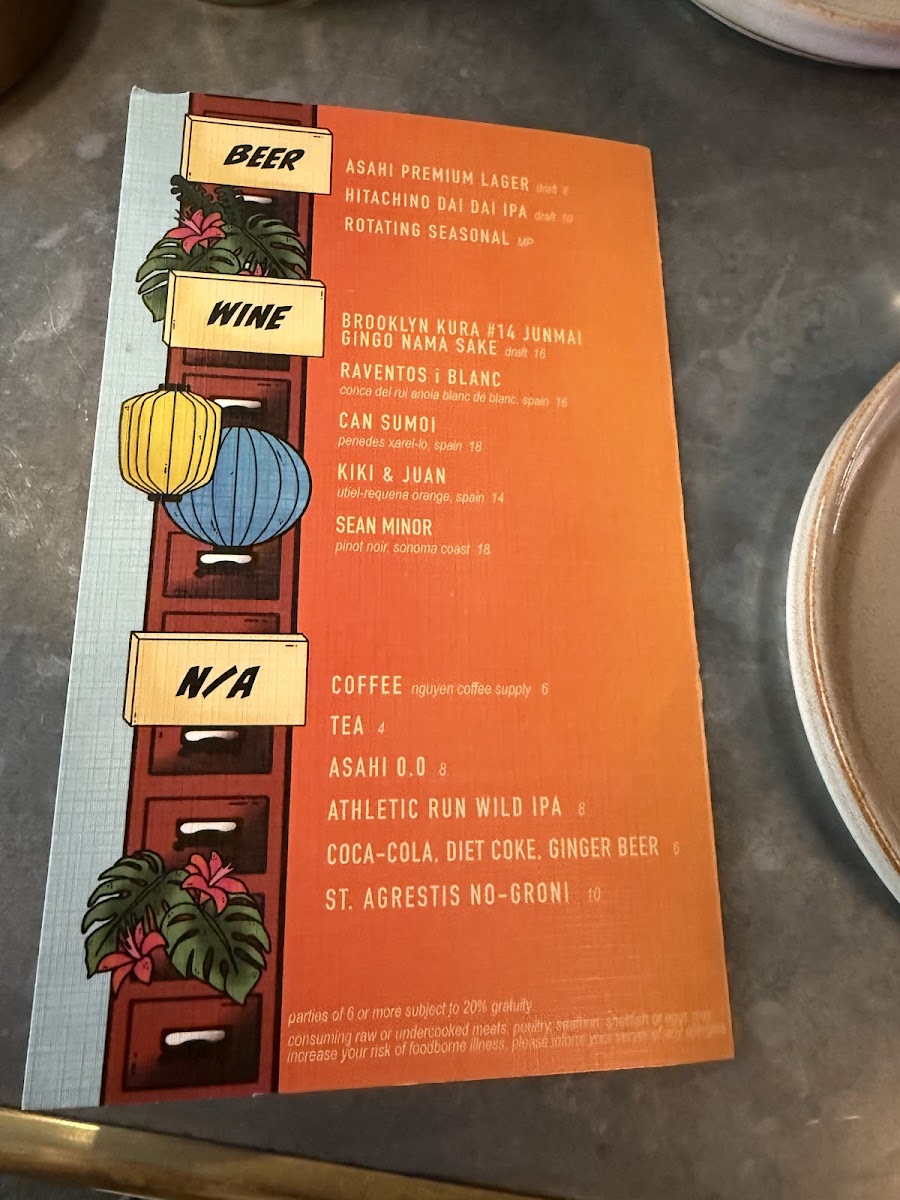 BEER
ASAHI PREMIUM LAGER draft 8
HITACHINO DAI DAI IPA draft 10
ROTATING SEASONAL MP
WINE
BROOKLYN KURA #14 JUNMAI
GINGO NAMA SAKE draft 16
RAVENTOS i BLANC
conca del rui anoia blanc de blanc, spain 16
CAN SUMOI
penedes xarel-lo, spain 18
KIKI & JUAN
utiel-requena orange, spain 14
SEAN MINOR
pinot noir, sonoma coast 18
N/A
COFFEE nguyen coffee supply 6
TEA 4
ASAHI 0.0 8
ATHLETIC RUN WILD IPA 8
COCA-COLA, DIET COKE, GINGER BEER 6
ST. AGRESTIS NO-GRONI 10
parties of 6 or more subject to 20% gratuity
consuming raw or undercooked meats, poultry, seafood, shellfish or eggs may
increase your risk of foodborne illness, please inform your server of any